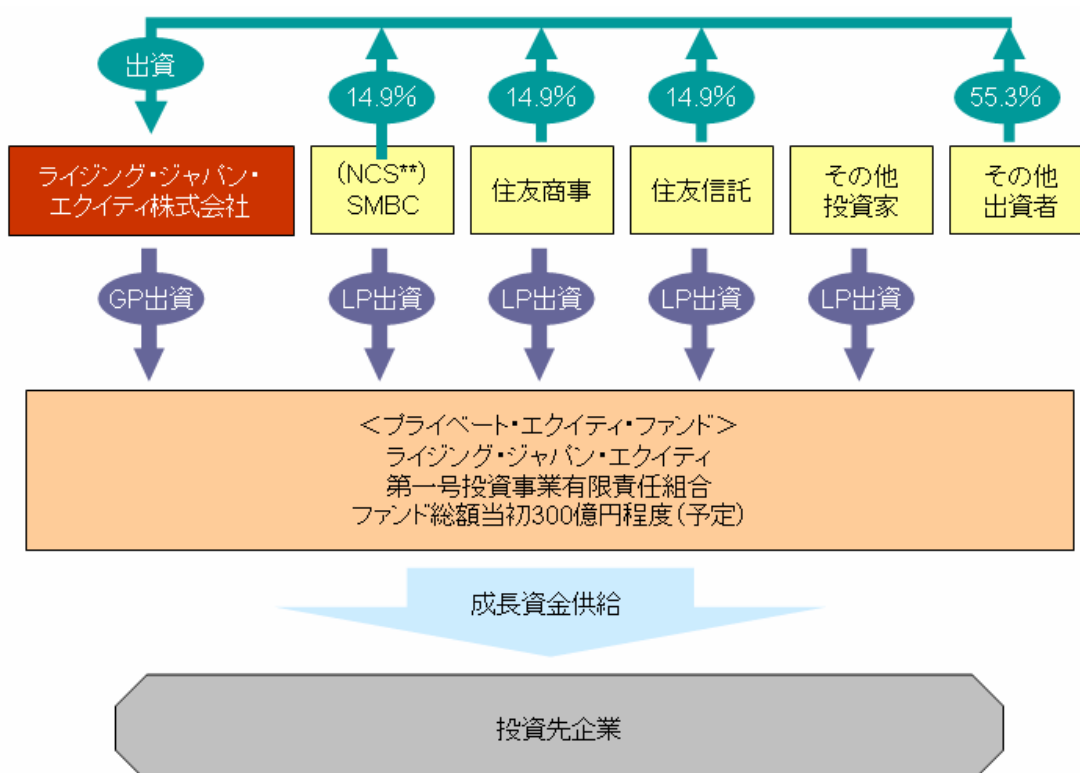 出資
14.9%
14.9%
14.9%
55.3%
ライジング・ジャパン・
エクイティ株式会社
(NCS**)
SMBC
住友商事
住友信託
その他
投資家
その他
出資者
GP出資
LP出資
LP出資
LP出資
LP出資
＜プライベート・エクイティ・ファンド＞
ライジング・ジャパン・エクイティ
第一号投資事業有限責任組合
ファンド総額当初300億円程度(予定)
成長資金供給
投資先企業